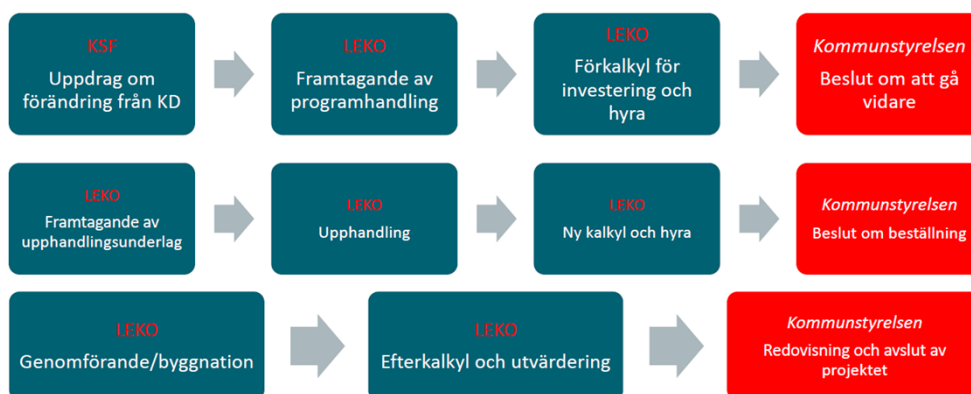 KSF
Uppdrag om
förändring från KD
LEKO
Framtagande av
programhandling
LEKO
Förkalkyl för
investering och
hyra
Kommunstyrelsen
Beslut om att gå
vidare
LEKO
Framtagande av
upphandlingsunderlag
LEKO
Upphandling
LEKO
Ny kalkyl och hyra
Kommunstyrelsen
Beslut om beställning
LEKO
Genomförande/byggnation
LEKO
Efterkalkyl och utvärdering
Kommunstyrelsen
Redovisning och avslut av
projektet